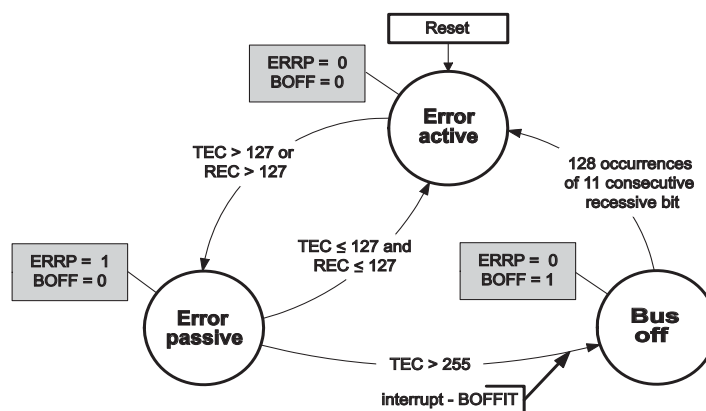 Reset
ERRP = 0
BOFF = 0
Error
active
TEC > 127 or
REC > 127
128 occurrences
of 11 consecutive
recessive bit
TEC ≤ 127 and
REC ≤ 127
ERRP = 1
BOFF = 0
ERRP = 0
BOFF = 1
Error
passive
Bus
off
TEC > 255
interrupt - BOFFIT